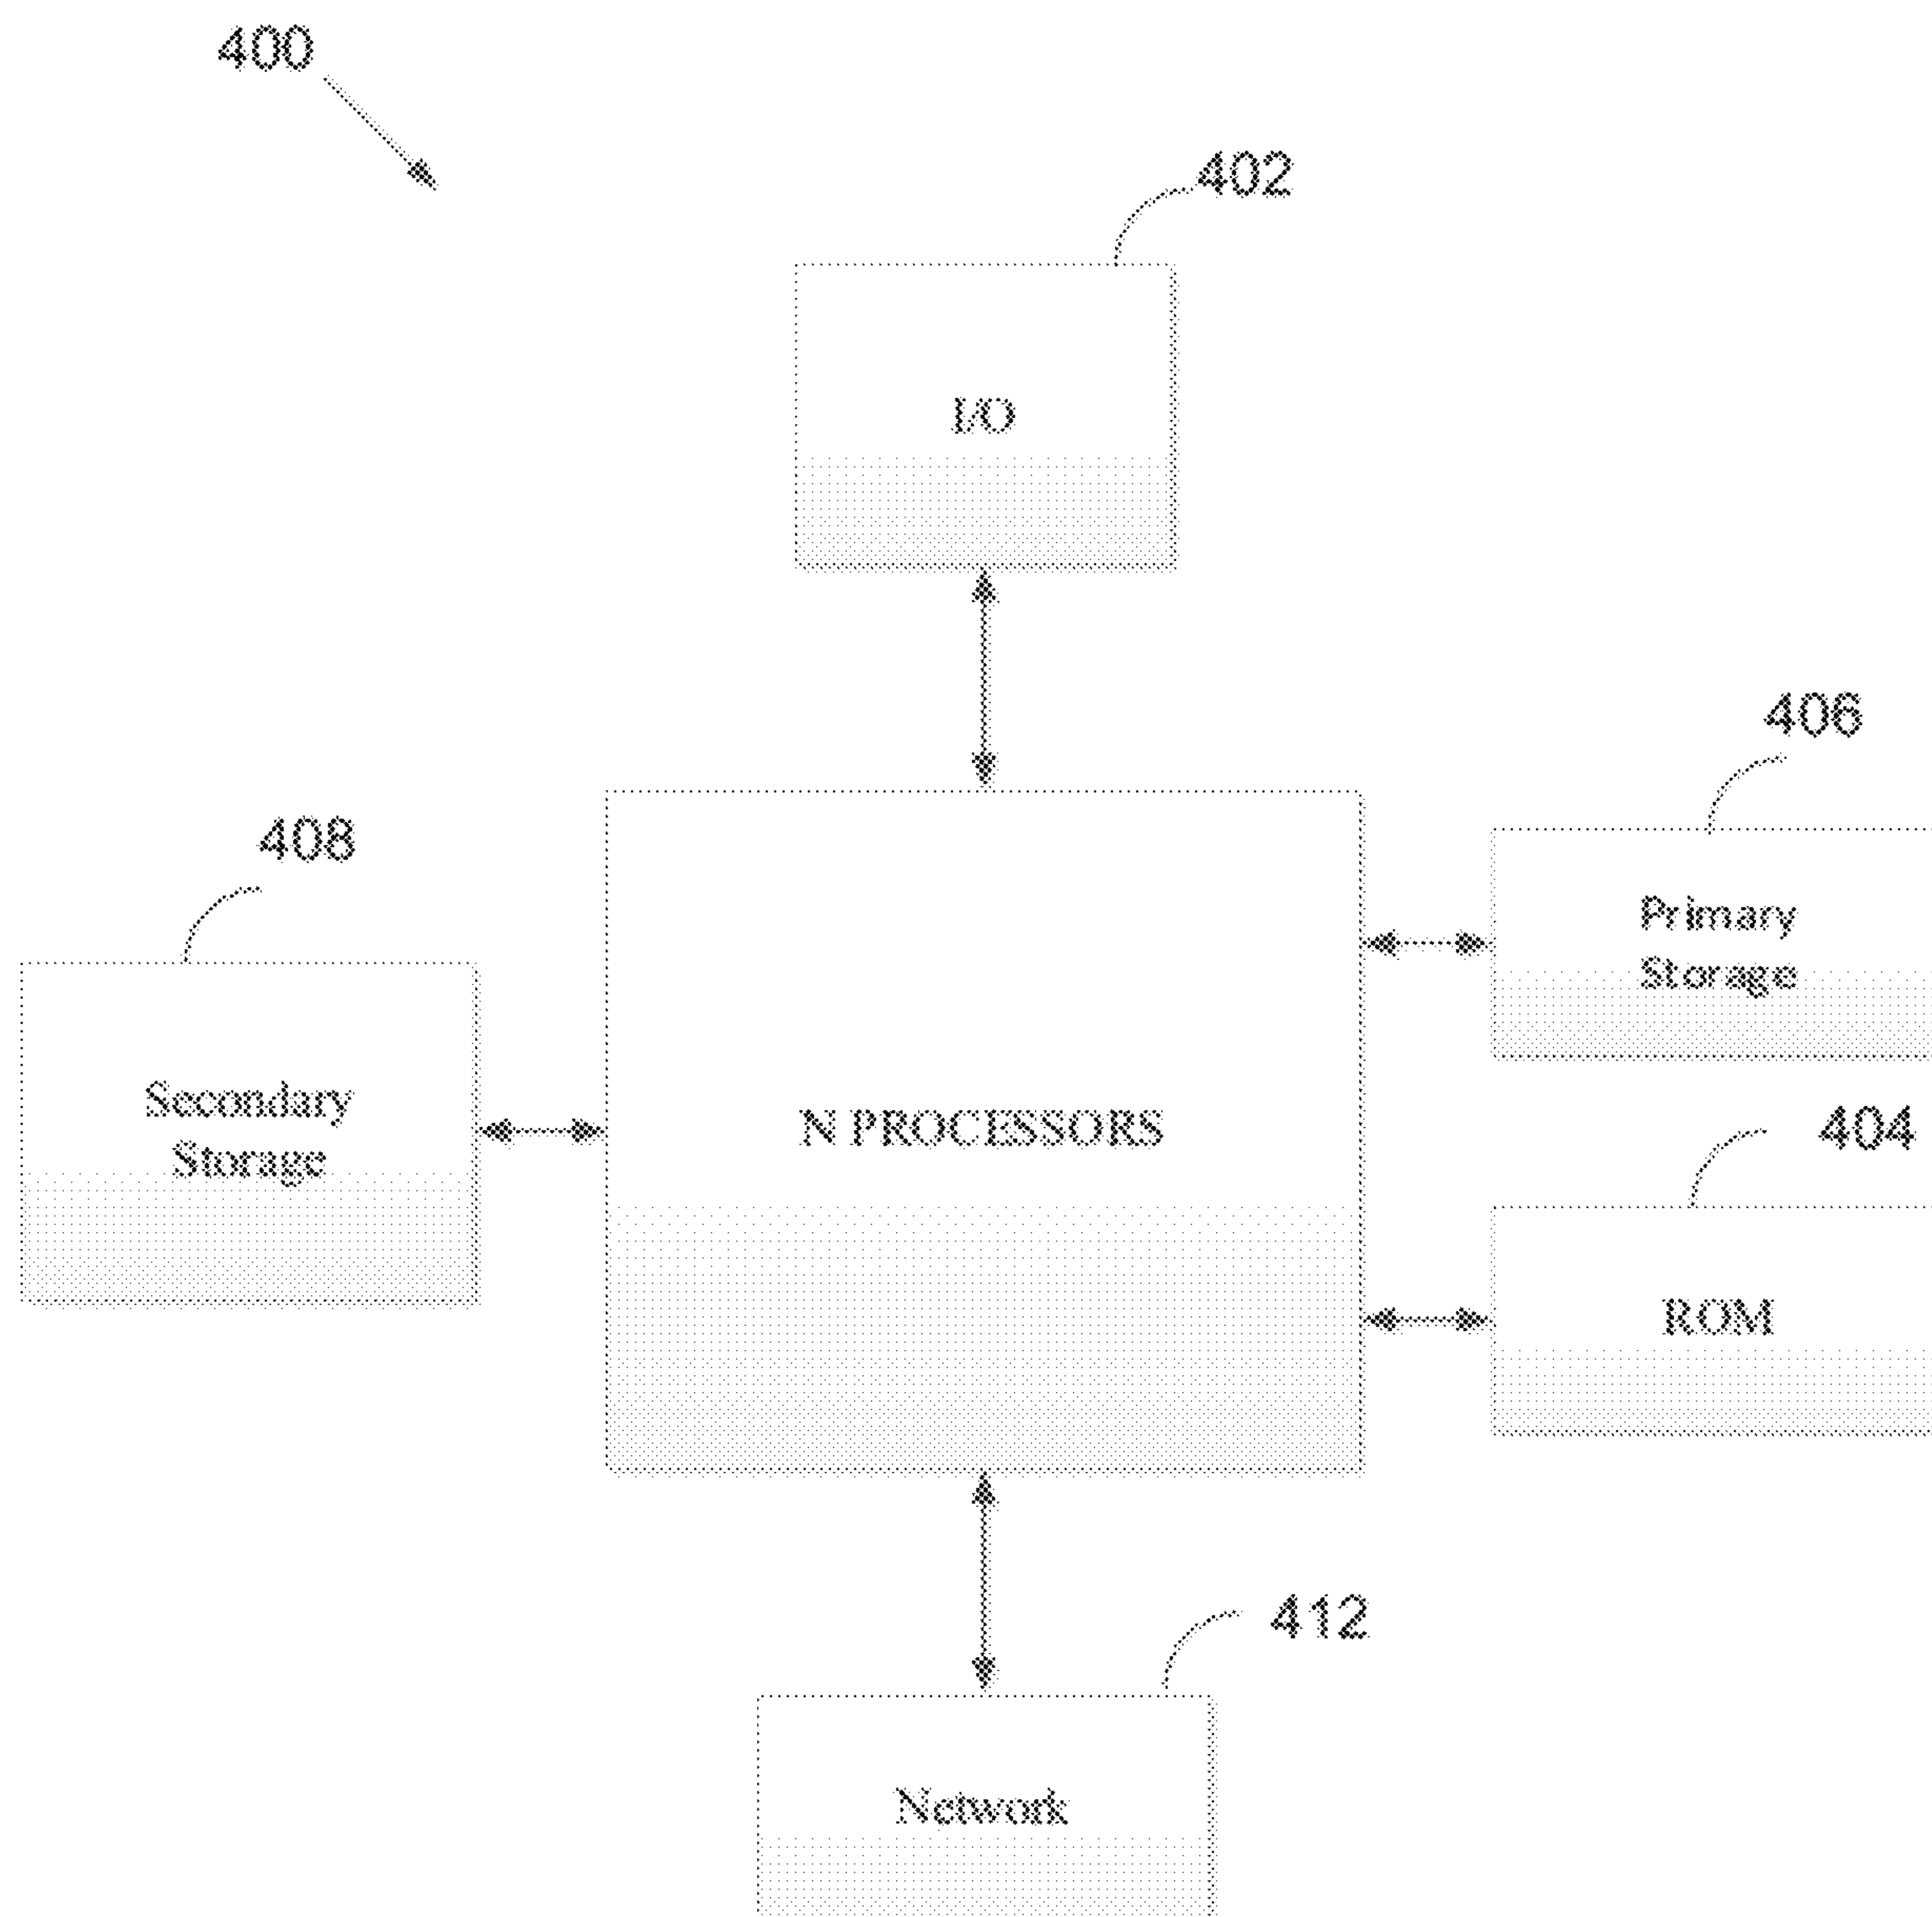 400
402
I/O
406
408
Primary
Storage
Secondary
Storage
N PROCESSORS
404
ROM
412
Network